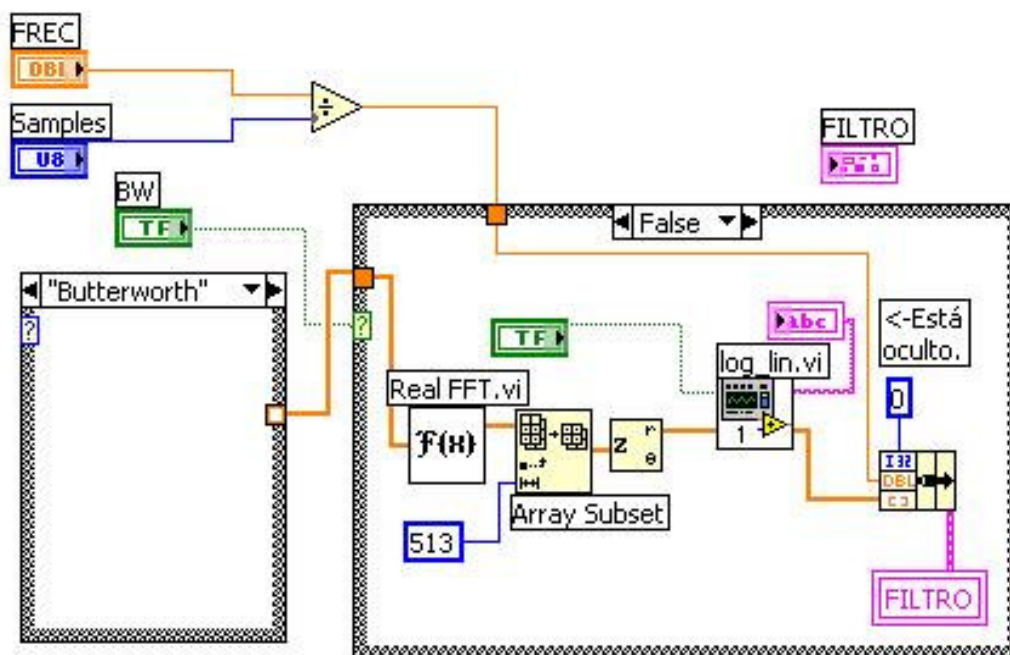 FREC
DBL
Samples
U8
BW
TF
FILTRO
False
"Butterworth"
?
?
TF
abc
<-Está
oculto.
log_lin.vi
Real FFT.vi
F(x)
z r
θ
1
0
I32
DBL
Array Subset
513
FILTRO